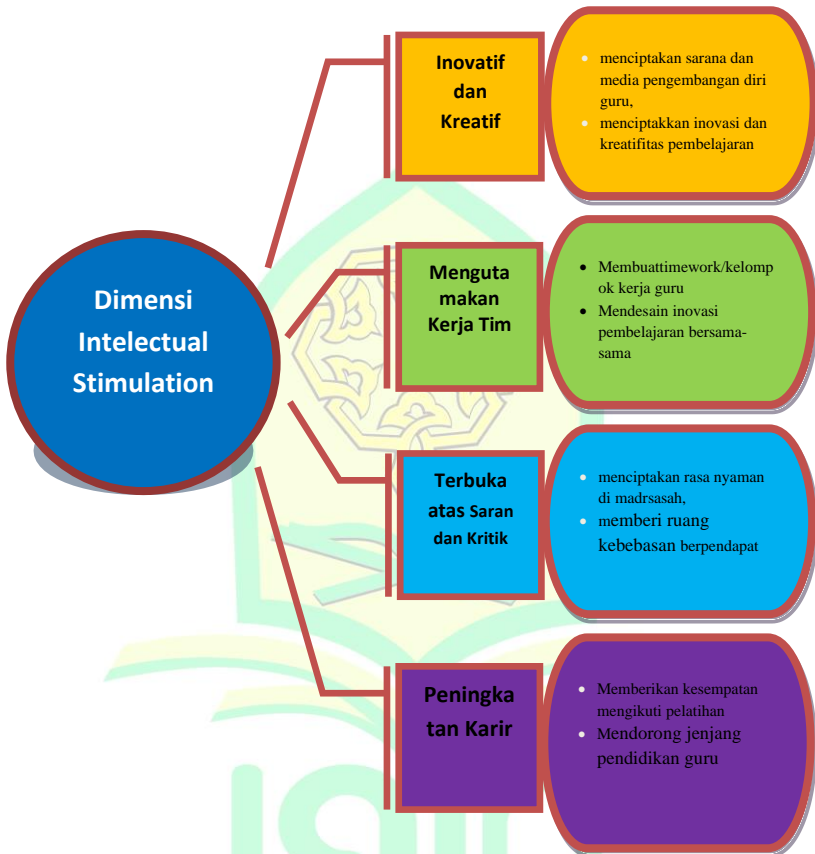 Dimensi
Intelectual
Stimulation
Inovatif
dan
Kreatif
• menciptakan sarana dan
media pengembangan diri
guru,
• menciptakkan inovasi dan
kreatifitas pembelajaran
Menguta
makan
Kerja Tim
• Membuattimework/kelomp
ok kerja guru
• Mendesain inovasi
pembelajaran bersama-
sama
Terbuka
atas Saran
dan Kritik
• menciptakan rasa nyaman
di madrsasah,
• memberi ruang
kebebasan berpendapat
Peningka
tan Karir
• Memberikan kesempatan
mengikuti pelatihan
• Mendorong jenjang
pendidikan guru